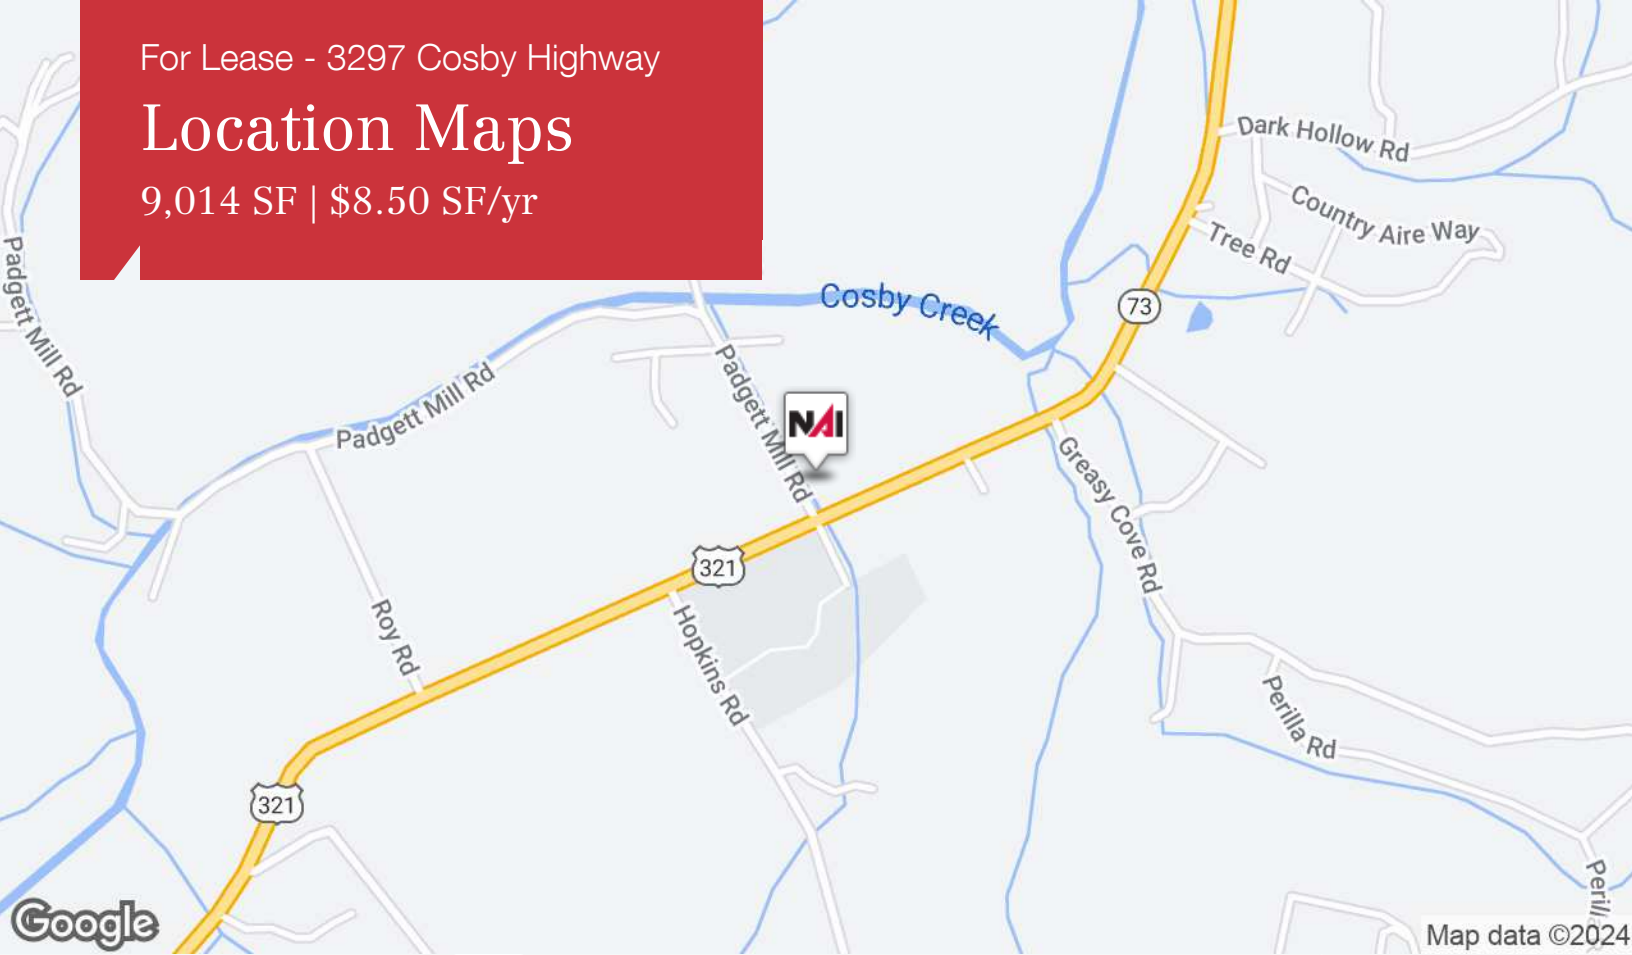 For Lease - 3297 Cosby Highway
Location Maps
9,014 SF | $8.50 SF/yr
Dark Hollow Rd
Country Aire Way
Tree Rd
Padgett Mill Rd
Cosby Creek
73
Padgett Mill Rd
Padgett Mill Rd
NAI
Greasy Cove Rd
321
Roy Rd
Hopkins Rd
Perilla Rd
321
Perilla
Google
Map data ©2024